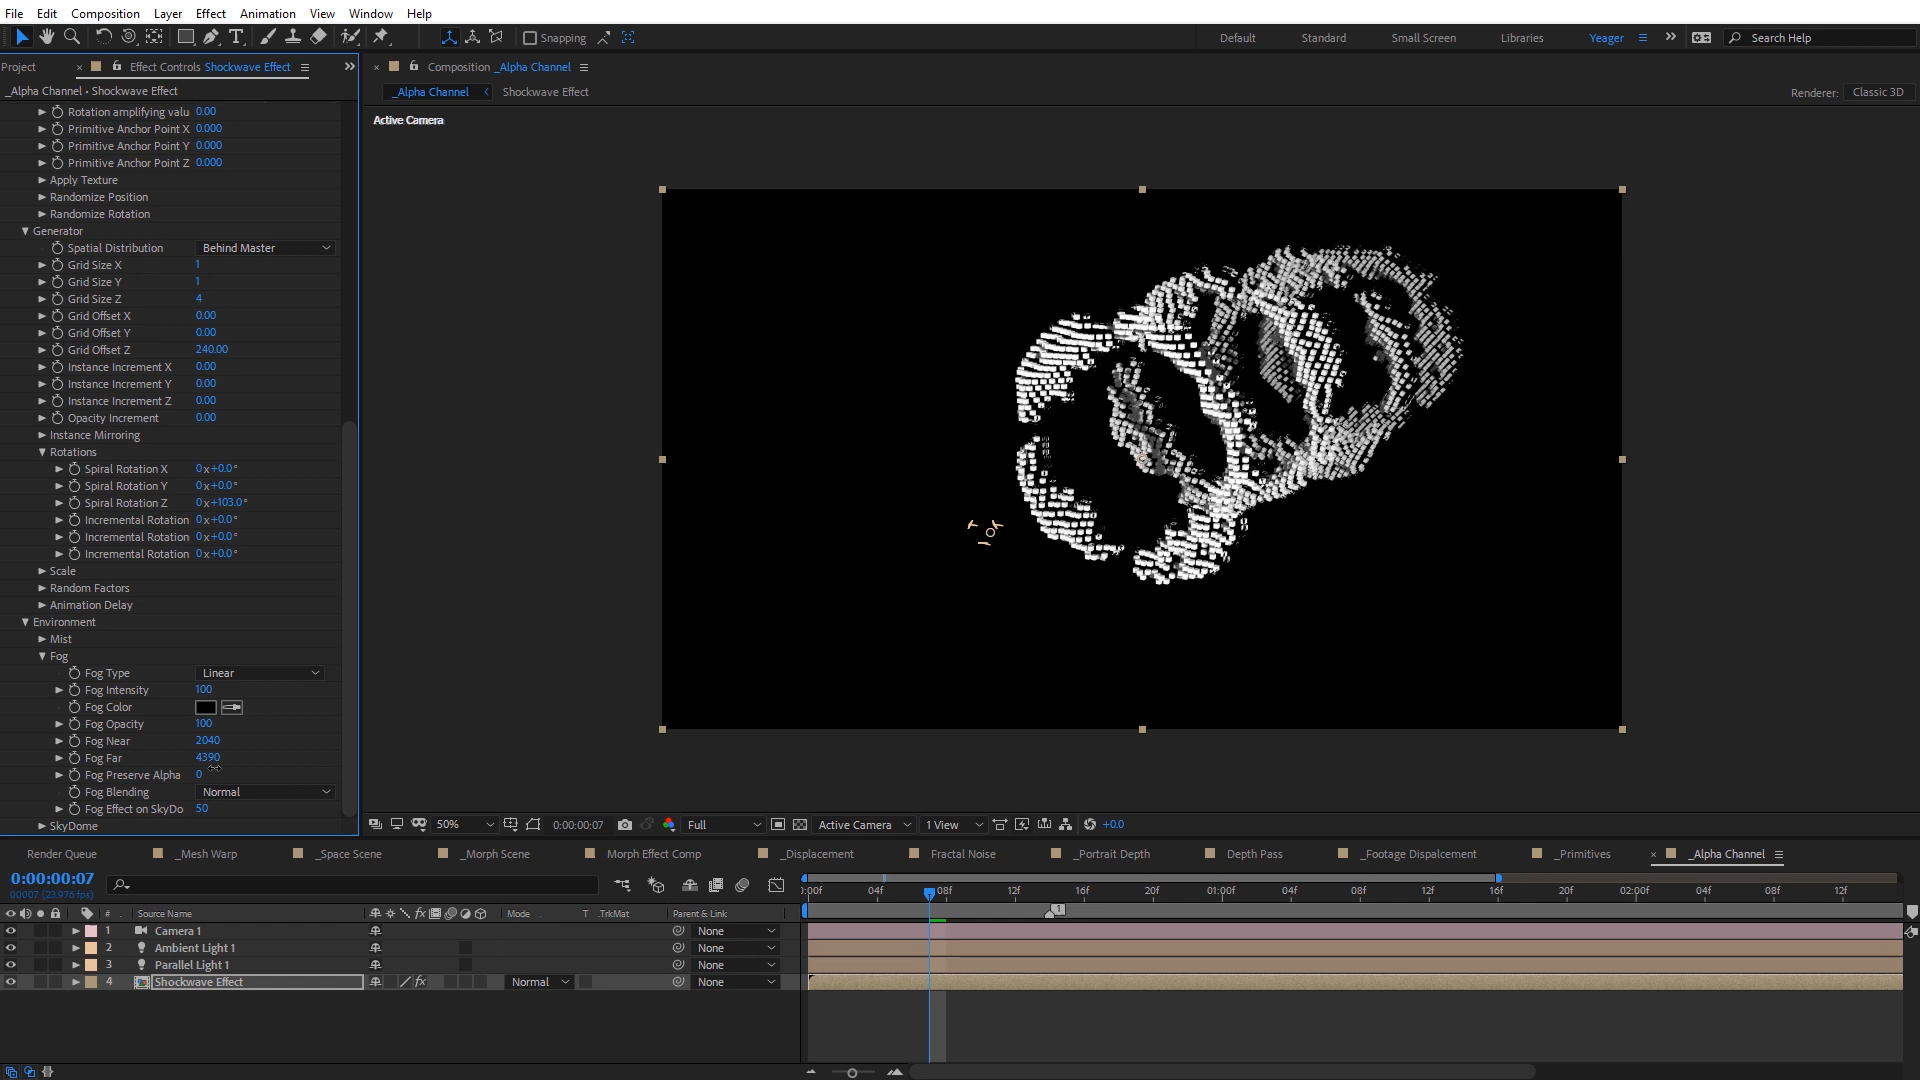 File Edit Composition Layer Effect Animation View Window Help
Snapping Default Standard Small Screen Libraries Yeager Search Help
Project Effect Controls Shockwave Effect
Composition _Alpha Channel
_Alpha Channel • Shockwave Effect
_Alpha Channel Shockwave Effect
Renderer: Classic 3D
Active Camera
Rotation amplifying valu 0.00
Primitive Anchor Point X 0.000
Primitive Anchor Point Y 0.000
Primitive Anchor Point Z 0.000
Apply Texture
Randomize Position
Randomize Rotation
Generator
Spatial Distribution Behind Master
Grid Size X 1
Grid Size Y 1
Grid Size Z 4
Grid Offset X 0.00
Grid Offset Y 0.00
Grid Offset Z 240.00
Instance Increment X 0.00
Instance Increment Y 0.00
Instance Increment Z 0.00
Opacity Increment 0.00
Instance Mirroring
Rotations
Spiral Rotation X 0x+0.0°
Spiral Rotation Y 0x+0.0°
Spiral Rotation Z 0x+103.0°
Incremental Rotation 0x+0.0°
Incremental Rotation 0x+0.0°
Incremental Rotation 0x+0.0°
Scale
Random Factors
Animation Delay
Environment
Mist
Fog
Fog Type Linear
Fog Intensity 100
Fog Color
Fog Opacity 100
Fog Near 2040
Fog Far 4390
Fog Preserve Alpha 0
Fog Blending Normal
Fog Effect on SkyDo 50
SkyDome
50% 0:00:00:07 Full Active Camera 1 View +0.0
Render Queue _Mesh Warp _Space Scene _Morph Scene Morph Effect Comp _Displacement Fractal Noise _Portrait Depth Depth Pass _Footage Dispalcement _Primitives _Alpha Channel
0:00:00:07
00007 (23.976 fps)
:00f 04f 08f 12f 16f 20f 01:00f 04f 08f 12f 16f 20f 02:00f 04f 08f 12f
# Source Name fx Mode T .TrkMat Parent & Link
1
1 Camera 1 None
2 Ambient Light 1 None
3 Parallel Light 1 None
4 Shockwave Effect fx Normal None